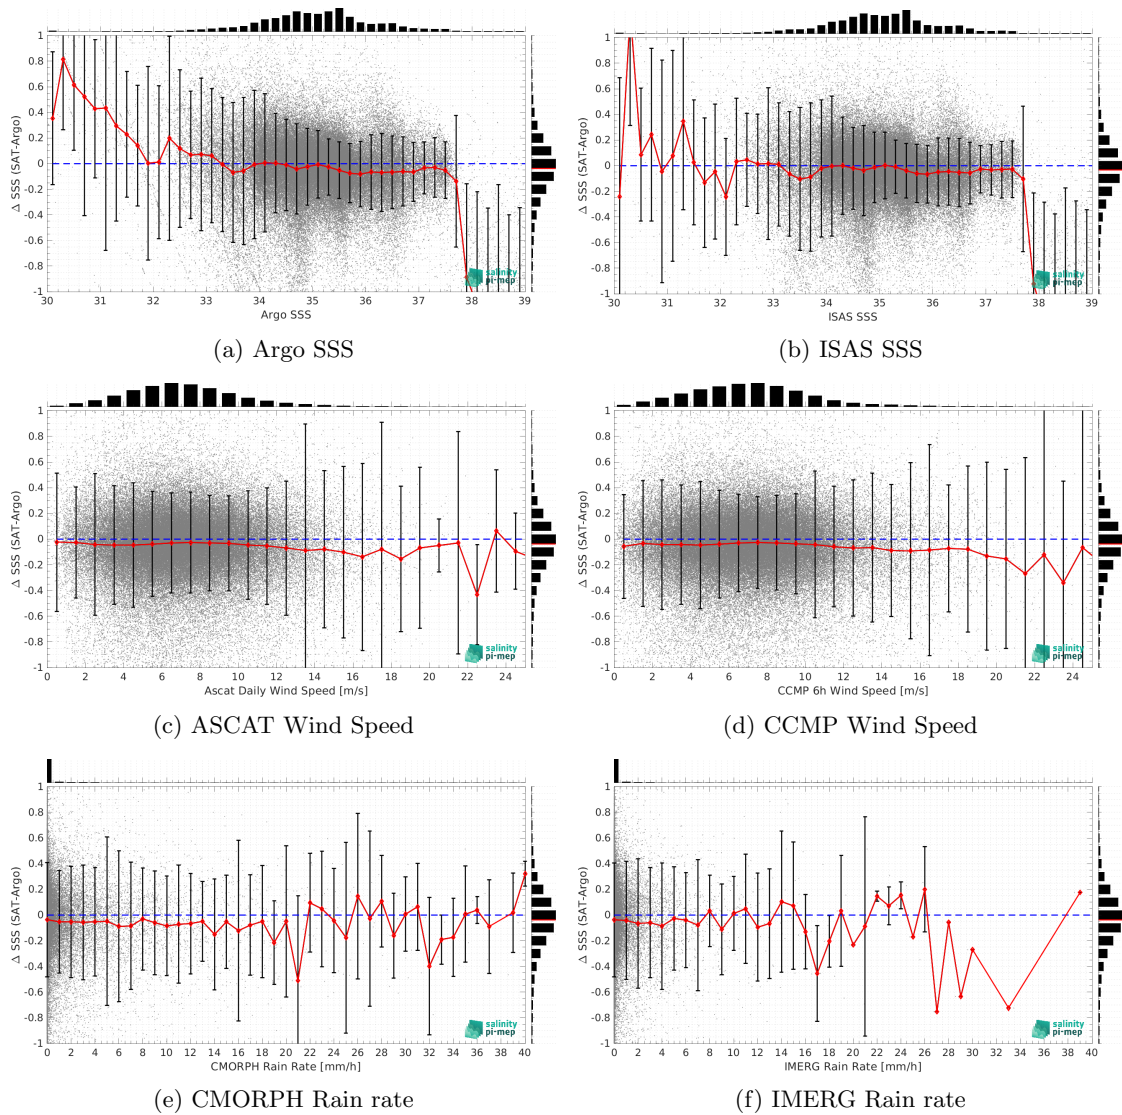 1
0.8
0.6
0.4
0.2
0
-0.2
-0.4
-0.6
-0.8
-1
Δ SSS (SAT-Argo)
30 31 32 33 34 35 36 37 38 39
Argo SSS
salinity
pi-mep
(a) Argo SSS
1
0.8
0.6
0.4
0.2
0
-0.2
-0.4
-0.6
-0.8
-1
Δ SSS (SAT-Argo)
30 31 32 33 34 35 36 37 38 39
ISAS SSS
salinity
pi-mep
(b) ISAS SSS
1
0.8
0.6
0.4
0.2
0
-0.2
-0.4
-0.6
-0.8
-1
Δ SSS (SAT-Argo)
0 2 4 6 8 10 12 14 16 18 20 22 24
Ascat Daily Wind Speed [m/s]
salinity
pi-mep
(c) ASCAT Wind Speed
1
0.8
0.6
0.4
0.2
0
-0.2
-0.4
-0.6
-0.8
-1
Δ SSS (SAT-Argo)
0 2 4 6 8 10 12 14 16 18 20 22 24
CCMP 6h Wind Speed [m/s]
salinity
pi-mep
(d) CCMP Wind Speed
1
0.8
0.6
0.4
0.2
0
-0.2
-0.4
-0.6
-0.8
-1
Δ SSS (SAT-Argo)
0 2 4 6 8 10 12 14 16 18 20 22 24 26 28 30 32 34 36 38 40
CMORPH Rain Rate [mm/h]
salinity
pi-mep
(e) CMORPH Rain rate
1
0.8
0.6
0.4
0.2
0
-0.2
-0.4
-0.6
-0.8
-1
Δ SSS (SAT-Argo)
0 2 4 6 8 10 12 14 16 18 20 22 24 26 28 30 32 34 36 38 40
IMERG Rain Rate [mm/h]
salinity
pi-mep
(f) IMERG Rain rate